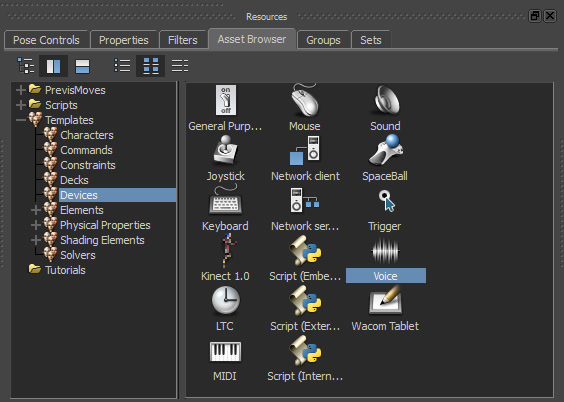 Resources
Pose Controls Properties Filters Asset Browser Groups Sets
PrevisMoves
Scripts
Templates
Characters
Commands
Constraints
Decks
Devices
Elements
Physical Properties
Shading Elements
Solvers
Tutorials
on
off
General Purp... Mouse Sound
Joystick Network client SpaceBall
Keyboard Network ser... Trigger
Kinect 1.0 Script (Embe... Voice
LTC Script (Exter... Wacom Tablet
MIDI Script (Intern...